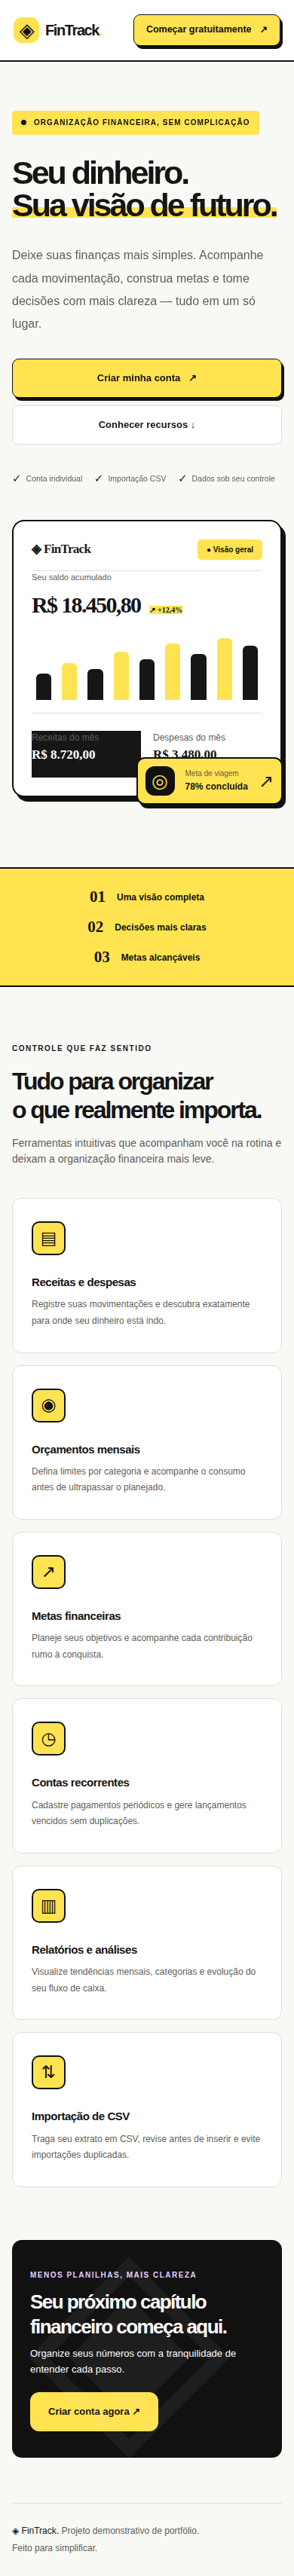 FinTrack.
Começar gratuitamente ↗
ORGANIZAÇÃO FINANCEIRA, SEM COMPLICAÇÃO
Seu dinheiro.
Sua visão de futuro.
Deixe suas finanças mais simples. Acompanhe
cada movimentação, construa metas e tome
decisões com mais clareza — tudo em um só
lugar.
Criar minha conta ↗
Conhecer recursos ↓
✓ Conta individual ✓ Importação CSV ✓ Dados sob seu controle
◈ FinTrack
● Visão geral
Seu saldo acumulado
R$ 18.450,80 ↗ +12,4%
Receitas do mês
R$ 8.720,00
Despesas do mês
R$ 3.480,00
Meta de viagem
78% concluída ↗
01 Uma visão completa
02 Decisões mais claras
03 Metas alcançáveis
CONTROLE QUE FAZ SENTIDO
Tudo para organizar
o que realmente importa.
Ferramentas intuitivas que acompanham você na rotina e
deixam a organização financeira mais leve.
Receitas e despesas
Registre suas movimentações e descubra exatamente
para onde seu dinheiro está indo.
Orçamentos mensais
Defina limites por categoria e acompanhe o consumo
antes de ultrapassar o planejado.
Metas financeiras
Planeje seus objetivos e acompanhe cada contribuição
rumo à conquista.
Contas recorrentes
Cadastre pagamentos periódicos e gere lançamentos
vencidos sem duplicações.
Relatórios e análises
Visualize tendências mensais, categorias e evolução do
seu fluxo de caixa.
Importação de CSV
Traga seu extrato em CSV, revise antes de inserir e evite
importações duplicadas.
MENOS PLANILHAS, MAIS CLAREZA
Seu próximo capítulo
financeiro começa aqui.
Organize seus números com a tranquilidade de
entender cada passo.
Criar conta agora ↗
◈ FinTrack. Projeto demonstrativo de portfólio.
Feito para simplificar.